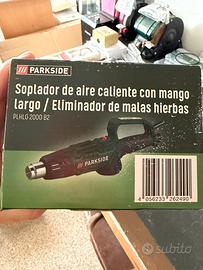 PARKSIDE
Soplador de aire caliente con mango
largo / Eliminador de malas hierbas
PLHLG 2000 B2
PARKSIDE
4 056233 262490
subito